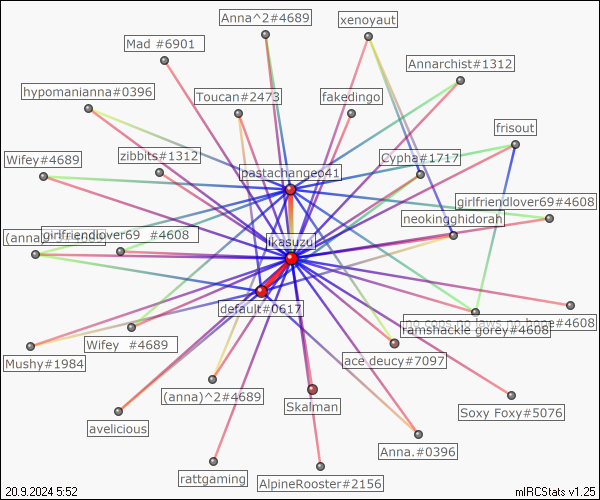 Anna^2#4689
xenoyaut
Mad #6901
Annarchist#1312
hypomanianna#0396
Toucan#2473
fakedingo
frisout
Wifey#4689
zibbits#1312
Cypha#1717
pastachangeo41
girlfriendlover69#4608
neokingghidorah
(anna)
girlfriendlover69 #4608
ikasuzu
default#0617
no cops no laws no hope#4608
ramshackle gorey#4608
Wifey #4689
Mushy#1984
ace deucy#7097
(anna)^2#4689
Skalman
Soxy Foxy#5076
avelicious
Anna.#0396
rattgaming
AlpineRooster#2156
20.9.2024 5:52
mIRCStats v1.25